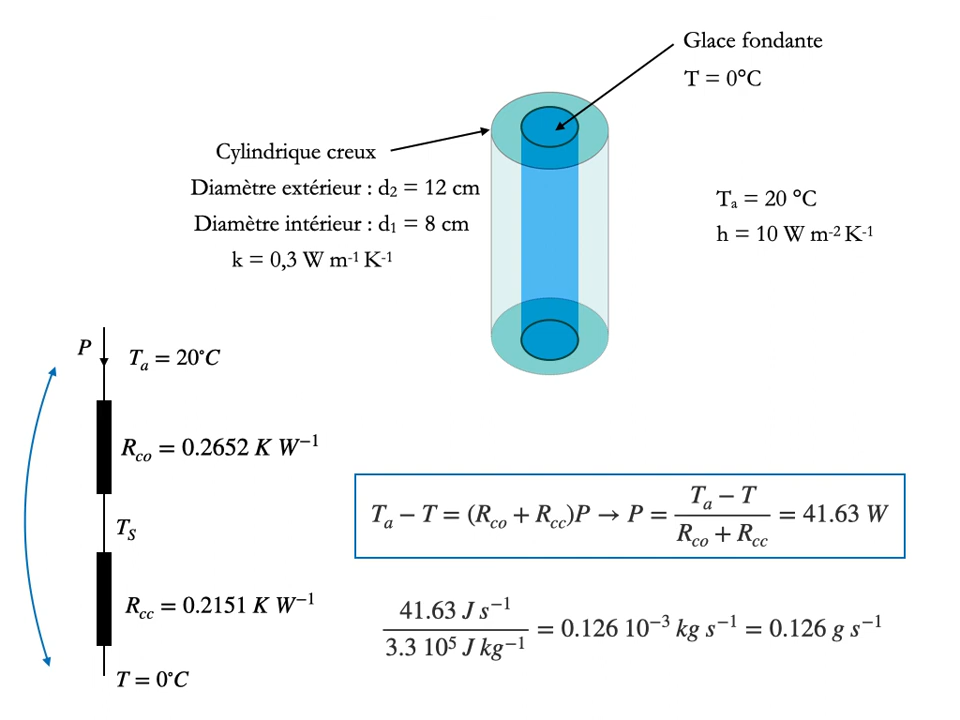 Glace fondante
T = 0°C
Cylindrique creux
Diamètre extérieur : d₂ = 12 cm
Diamètre intérieur : d₁ = 8 cm
k = 0,3 W m⁻¹ K⁻¹
Tₐ = 20 °C
h = 10 W m⁻² K⁻¹
P
Tₐ = 20°C
R_co = 0.2652 K W⁻¹
T_S
R_cc = 0.2151 K W⁻¹
T = 0°C
Tₐ − T = (R_co + R_cc)P → P = (Tₐ − T) / (R_co + R_cc) = 41.63 W
41.63 J s⁻¹ / 3.3 10⁵ J kg⁻¹ = 0.126 10⁻³ kg s⁻¹ = 0.126 g s⁻¹